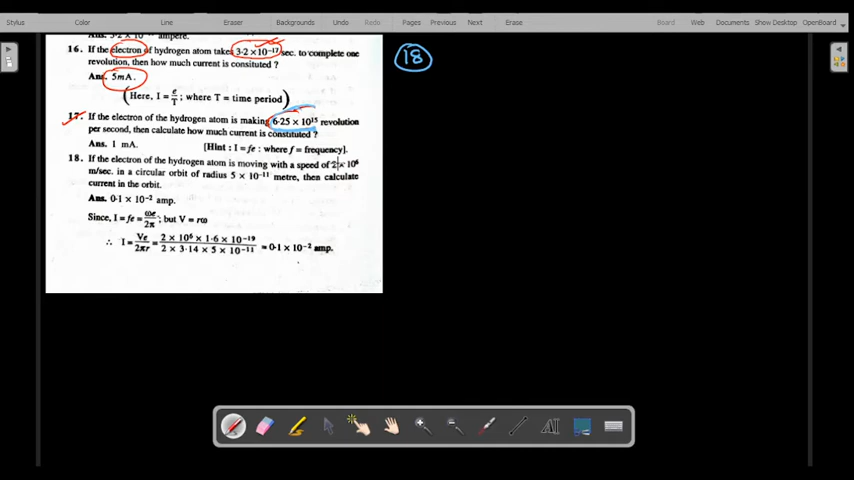 Page Line Color Width Eraser Backgrounds Undo Redo Pages Previous Next Erase Board Web Documents Show Desktop OpenBoard
16. If the electron of hydrogen atom takes 3·2 × 10⁻¹⁷ sec. to complete one
revolution, then how much current is constituted ?
Ans. 5mA.
(Here, I = e/T; where T = time period)
17. If the electron of the hydrogen atom is making 6·25 × 10¹⁵ revolution
per second, then calculate how much current is constituted ?
Ans. 1 mA. [Hint : I = fe : where f = frequency].
18. If the electron of the hydrogen atom is moving with a speed of 2 × 10⁶
m/sec. in a circular orbit of radius 5 × 10⁻¹¹ metre, then calculate
current in the orbit.
Ans. 0·1 × 10⁻² amp.
Since, I = fe = ωe/2π; but V = rω
∴ I = Ve/2πr = 2 × 10⁶ × 1·6 × 10⁻¹⁹ / 2 × 3·14 × 5 × 10⁻¹¹ = 0·1 × 10⁻² amp.
18
AI